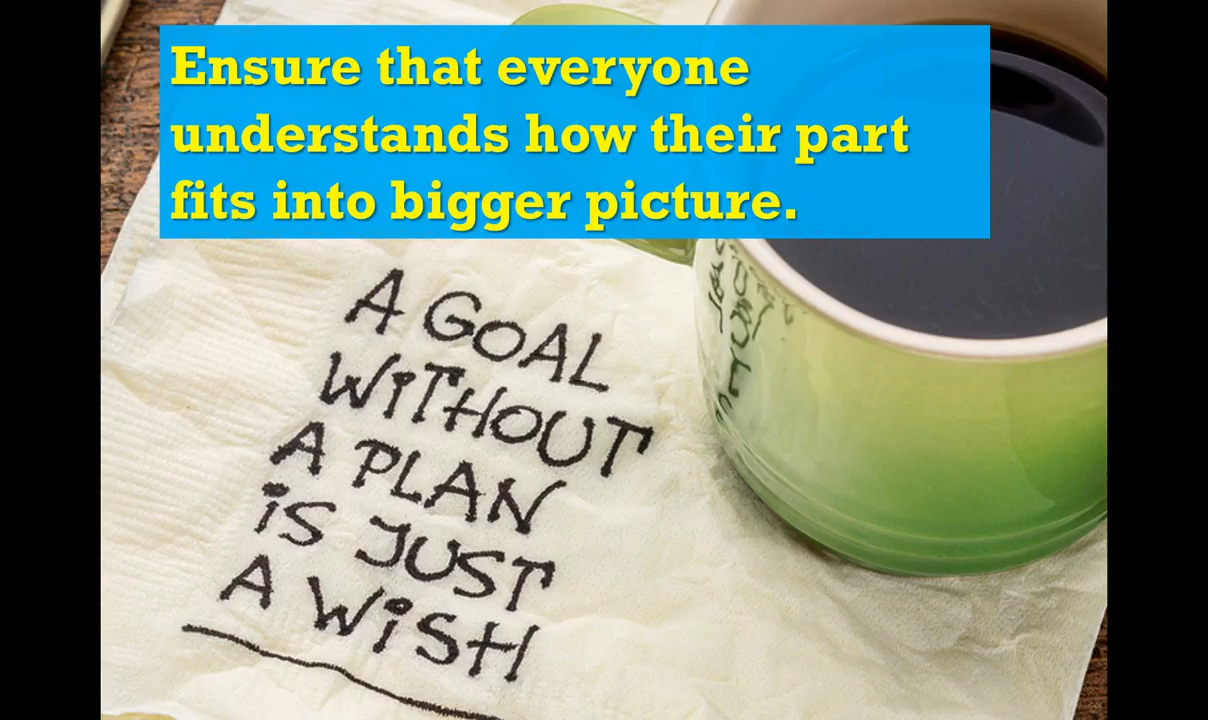 Ensure that everyone
understands how their part
fits into bigger picture.
A GOAL
WiTHOUT
A PLAN
iS JUST
A WiSH